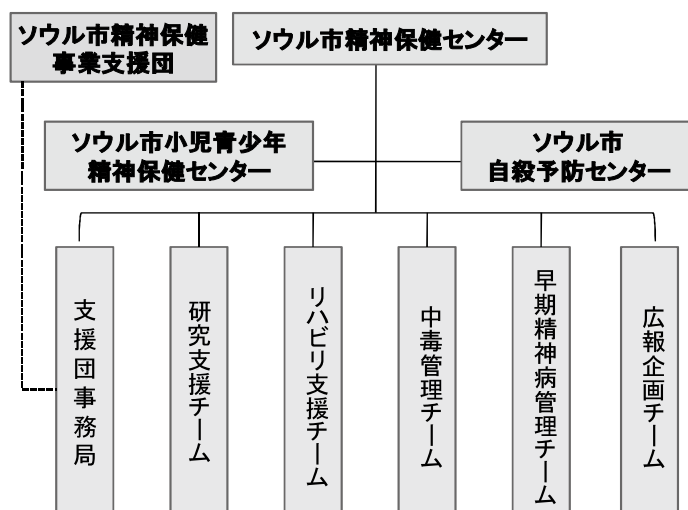 ソウル市精神保健
事業支援団
ソウル市精神保健センター
ソウル市小児青少年
精神保健センター
ソウル市
自殺予防センター
支援団事務局
研究支援チーム
リハビリ支援チーム
中毒管理チーム
早期精神病管理チーム
広報企画チーム